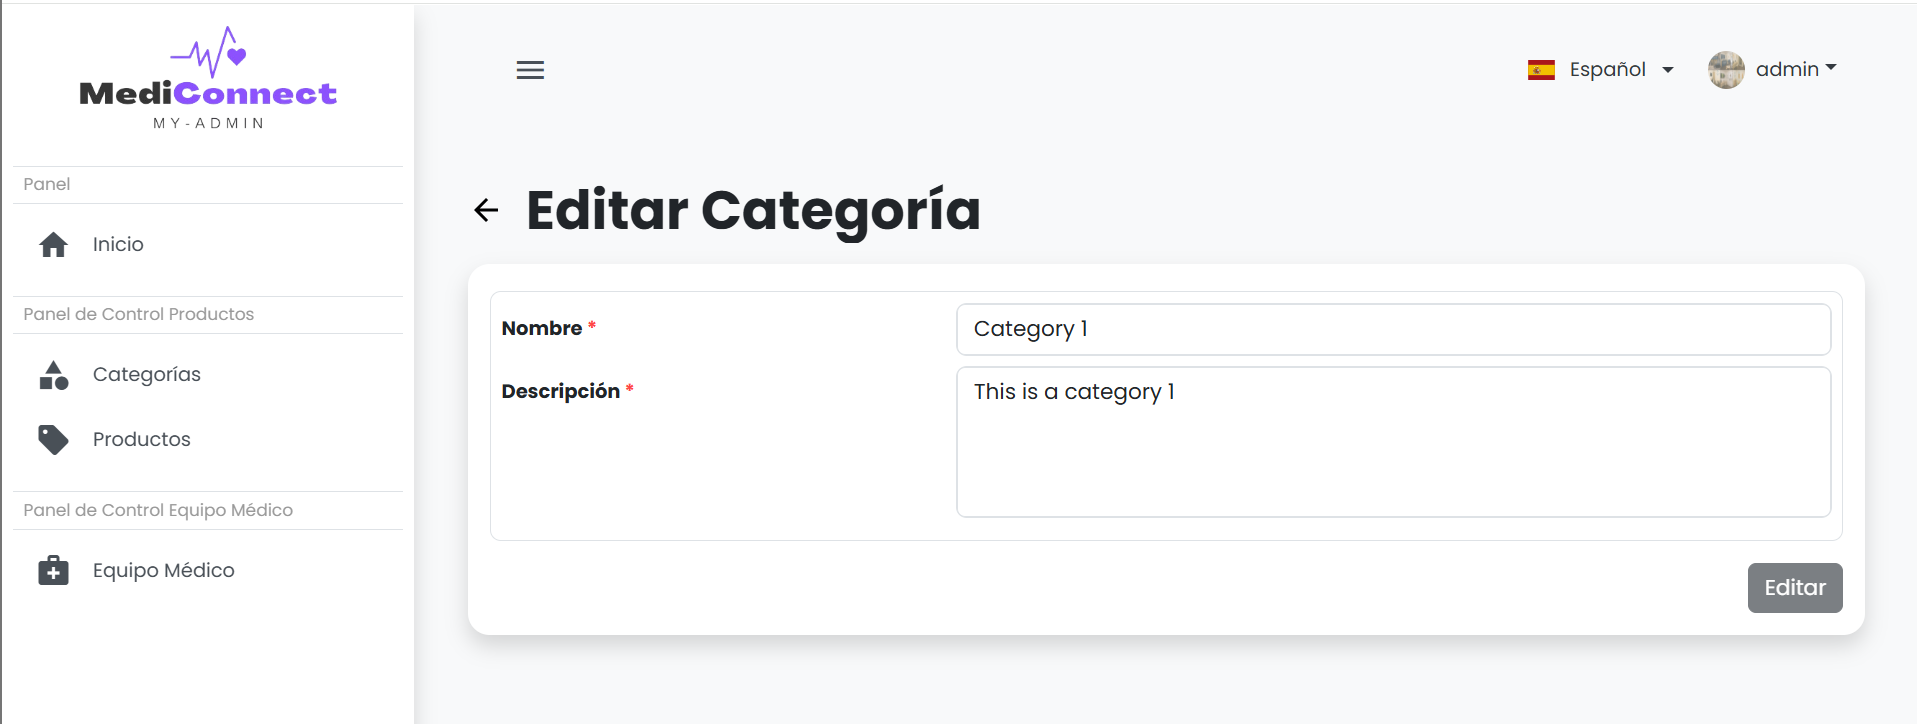 MediConnect
MY-ADMIN
Panel
Inicio
Panel de Control Productos
Categorías
Productos
Panel de Control Equipo Médico
Equipo Médico
Español
admin
Editar Categoría
Nombre *
Category 1
Descripción *
This is a category 1
Editar